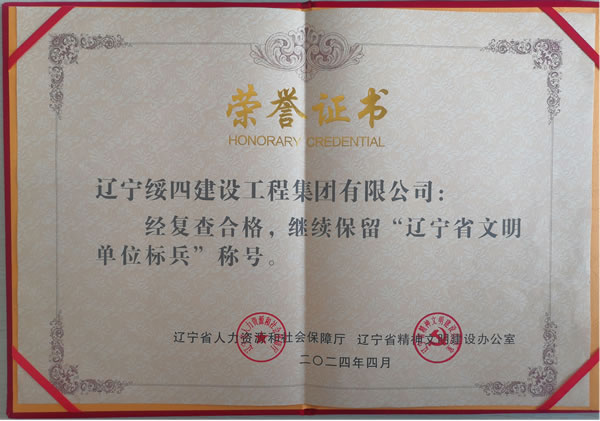 荣誉证书
HONORARY CREDENTIAL
辽宁绥四建设工程集团有限公司：
经复查合格，继续保留“辽宁省文明
单位标兵”称号。
辽宁省人力资源和社会保障厅 辽宁省精神文明建设办公室
二〇二四年四月